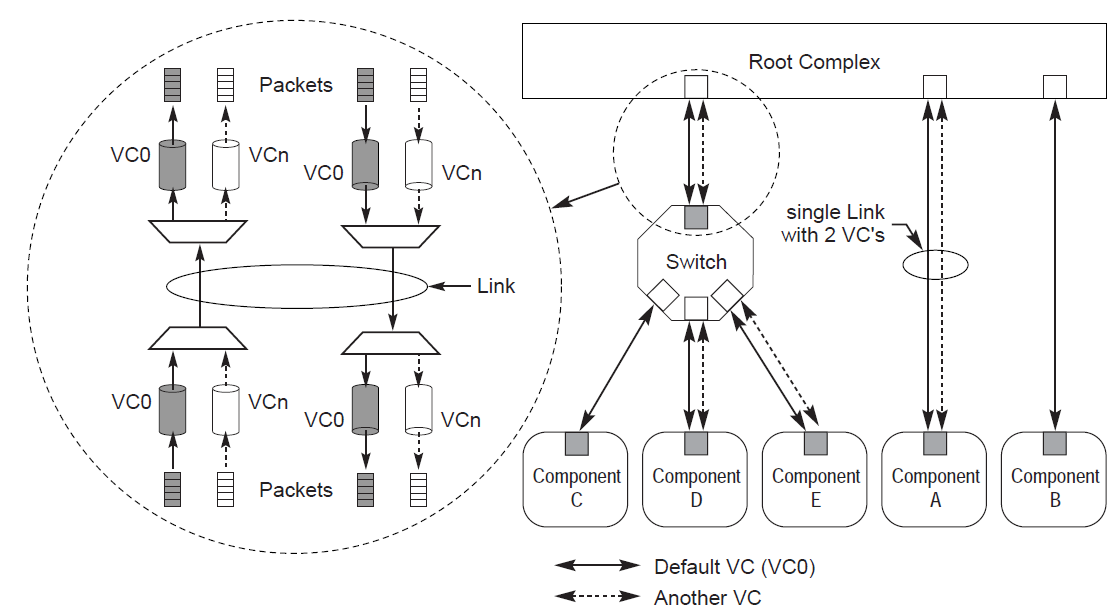 Packets
VC0
VCn
VC0
VCn
Link
VC0
VCn
VC0
VCn
Packets
Root Complex
single Link
with 2 VC's
Switch
Component
C
Component
D
Component
E
Component
A
Component
B
Default VC (VC0)
Another VC